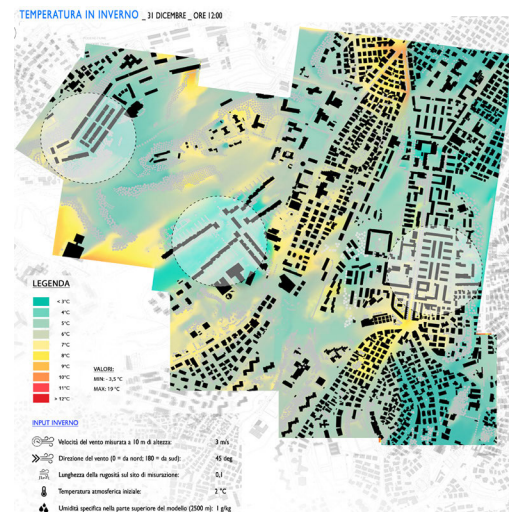 TEMPERATURA IN INVERNO _ 31 DICEMBRE _ ORE 12:00
LEGENDA
< 3°C
4°C
5°C
6°C
7°C
8°C
9°C
10°C
11°C
> 12°C
VALORI:
MIN: - 3,5 °C
MAX: 19 °C
INPUT INVERNO
Velocità del vento misurata a 10 m di altezza: 3 m/s
Direzione del vento (0 = da nord; 180 = da sud): 45 deg
Lunghezza della rugosità sul sito di misurazione: 0,1
Temperatura atmosferica iniziale: 2 °C
Umidità specifica nella parte superiore del modello (2500 m): 1 g/kg